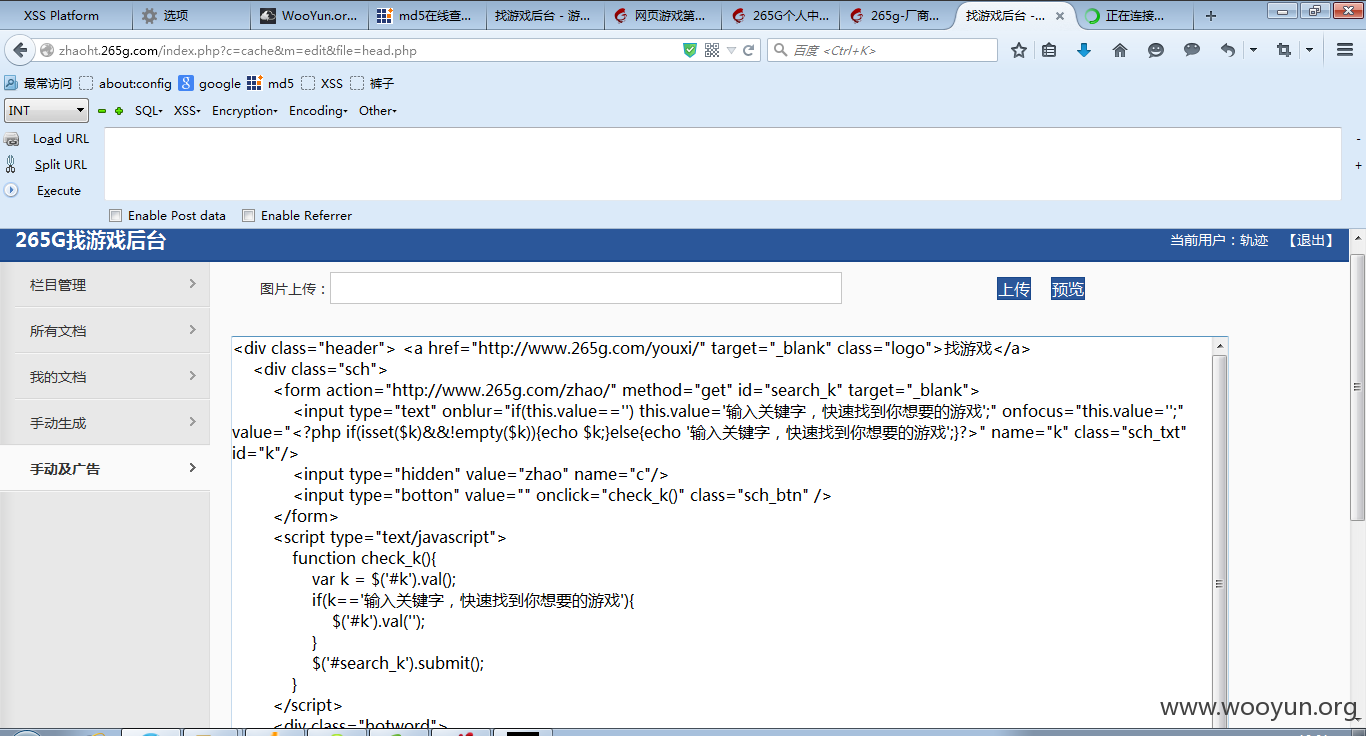 XSS Platform
选项
WooYun.or...
md5在线查...
找游戏后台 - 游...
网页游戏第...
265G个人中...
265g-厂商...
找游戏后台 -...
正在连接...
zhaoht.265g.com/index.php?c=cache&m=edit&file=head.php
百度 <Ctrl+K>
最常访问 about:config google md5 XSS 裤子
INT SQL XSS Encryption Encoding Other
Load URL
Split URL
Execute
Enable Post data Enable Referrer
265G找游戏后台
当前用户：轨迹 【退出】
栏目管理
所有文档
我的文档
手动生成
手动及广告
图片上传：
上传 预览
<div class="header"> <a href="http://www.265g.com/youxi/" target="_blank" class="logo">找游戏</a>
<div class="sch">
<form action="http://www.265g.com/zhao/" method="get" id="search_k" target="_blank">
<input type="text" onblur="if(this.value=='') this.value='输入关键字，快速找到你想要的游戏';" onfocus="this.value='';"
value="<?php if(isset($k)&&!empty($k)){echo $k;}else{echo '输入关键字，快速找到你想要的游戏';}?>" name="k" class="sch_txt"
id="k"/>
<input type="hidden" value="zhao" name="c"/>
<input type="botton" value="" onclick="check_k()" class="sch_btn" />
</form>
<script type="text/javascript">
function check_k(){
var k = $('#k').val();
if(k=='输入关键字，快速找到你想要的游戏'){
$('#k').val('');
}
$('#search_k').submit();
}
</script>
<div class="hotword">
www.wooyun.org